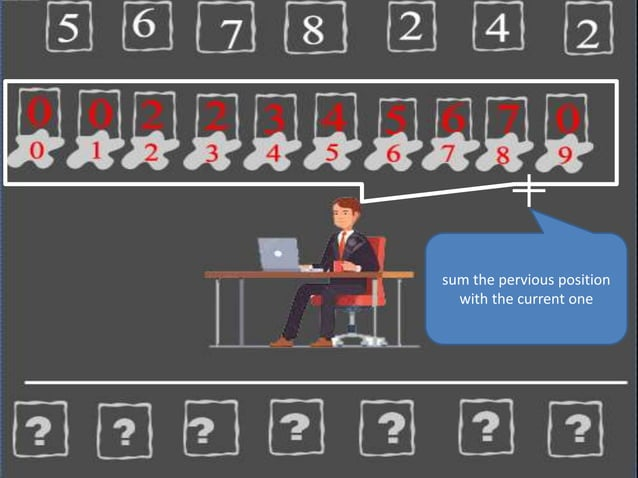 5 6 7 8 2 4 2
0 0 2 2 3 4 5 6 7 0
0 1 2 3 4 5 6 7 8 9
+
sum the pervious position
with the current one
? ? ? ? ? ? ?